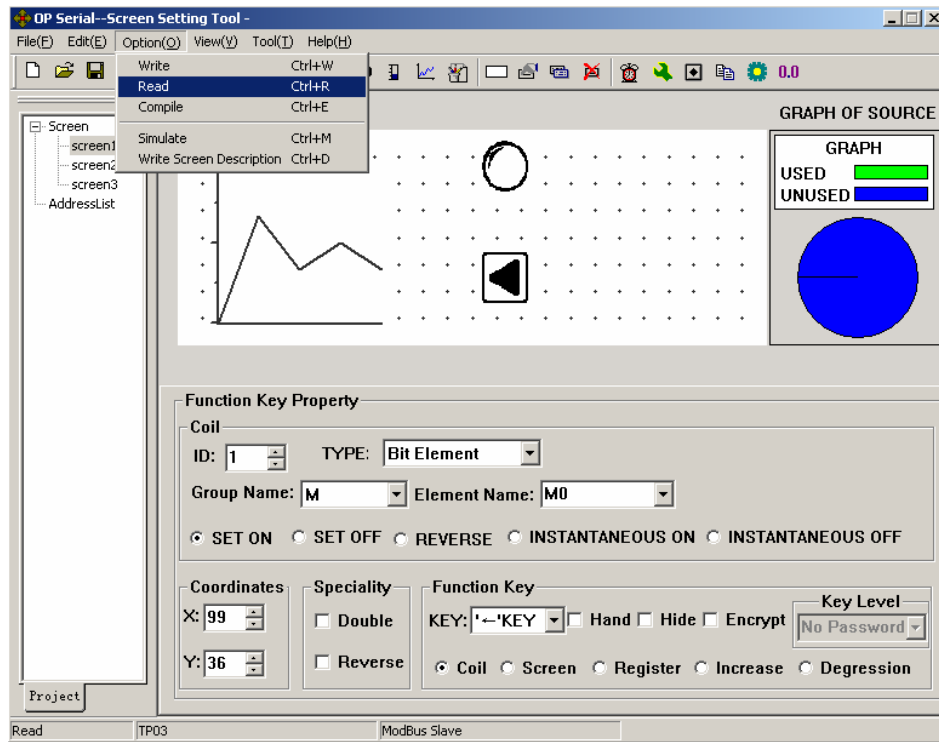 OP Serial--Screen Setting Tool -
File(F) Edit(E) Option(O) View(V) Tool(T) Help(H)
Write Ctrl+W
Read Ctrl+R
Compile Ctrl+E
Simulate Ctrl+M
Write Screen Description Ctrl+D
0.0
Screen
screen1
screen2
screen3
AddressList
GRAPH OF SOURCE
GRAPH
USED
UNUSED
Function Key Property
Coil
ID: 1 TYPE: Bit Element
Group Name: M Element Name: M0
SET ON SET OFF REVERSE INSTANTANEOUS ON INSTANTANEOUS OFF
Coordinates Speciality Function Key
Key Level
X: 99 Double KEY: '←'KEY Hand Hide Encrypt No Password
Y: 36 Reverse Coil Screen Register Increase Degression
Project
Read TP03 ModBus Slave